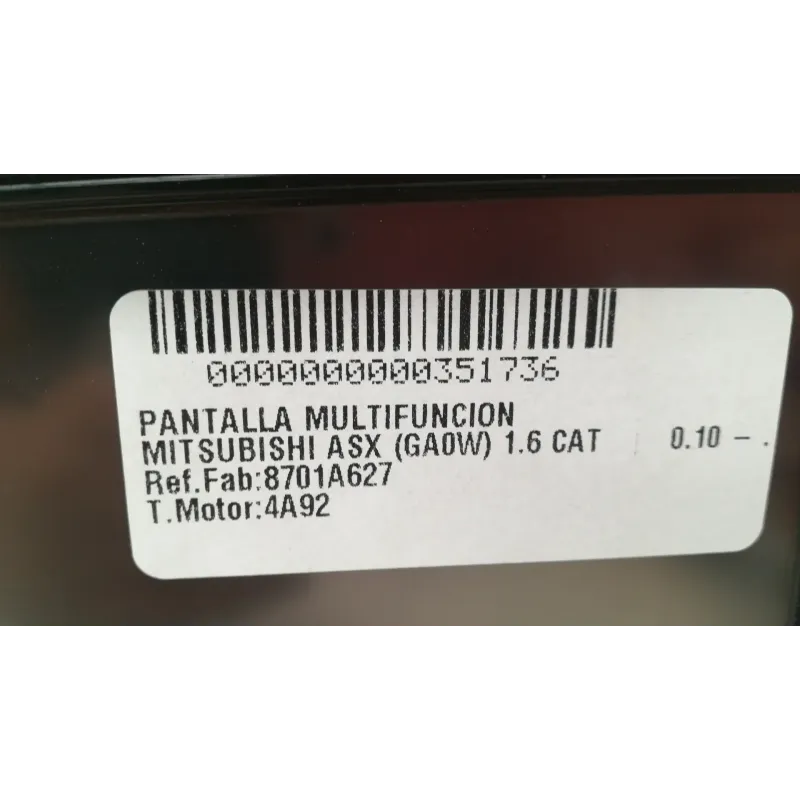 0000000000351736
PANTALLA MULTIFUNCION
MITSUBISHI ASX (GA0W) 1.6 CAT | 0.10 - .
Ref.Fab:8701A627
T.Motor:4A92